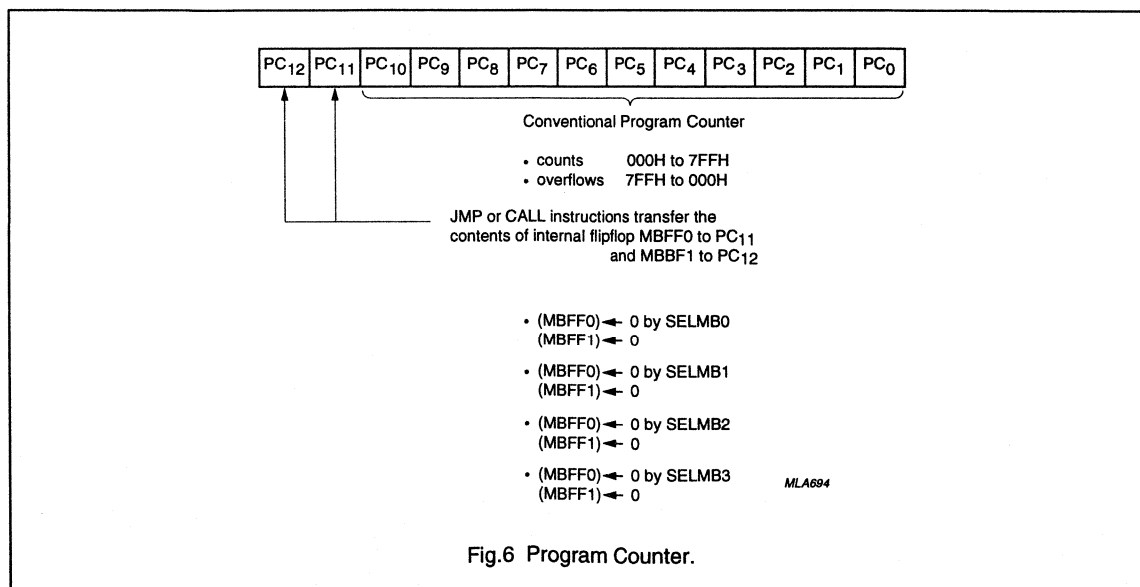 PC12 PC11 PC10 PC9 PC8 PC7 PC6 PC5 PC4 PC3 PC2 PC1 PC0
Conventional Program Counter
• counts 000H to 7FFH
• overflows 7FFH to 000H
JMP or CALL instructions transfer the
contents of internal flipflop MBFF0 to PC11
and MBBF1 to PC12
• (MBFF0) ← 0 by SELMB0
(MBFF1) ← 0
• (MBFF0) ← 0 by SELMB1
(MBFF1) ← 0
• (MBFF0) ← 0 by SELMB2
(MBFF1) ← 0
• (MBFF0) ← 0 by SELMB3
(MBFF1) ← 0
MLA694
Fig.6 Program Counter.